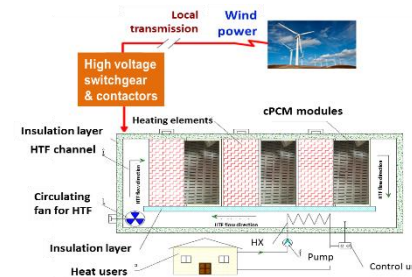 Local
transmission
Wind
power
High voltage
switchgear
& contactors
Heating elements
cPCM modules
Insulation layer
HTF channel
HTF flow direction
HTF flow direction
Circulating
fan for HTF
HTF flow direction
HX
Pump
Control u
Insulation layer
Heat users